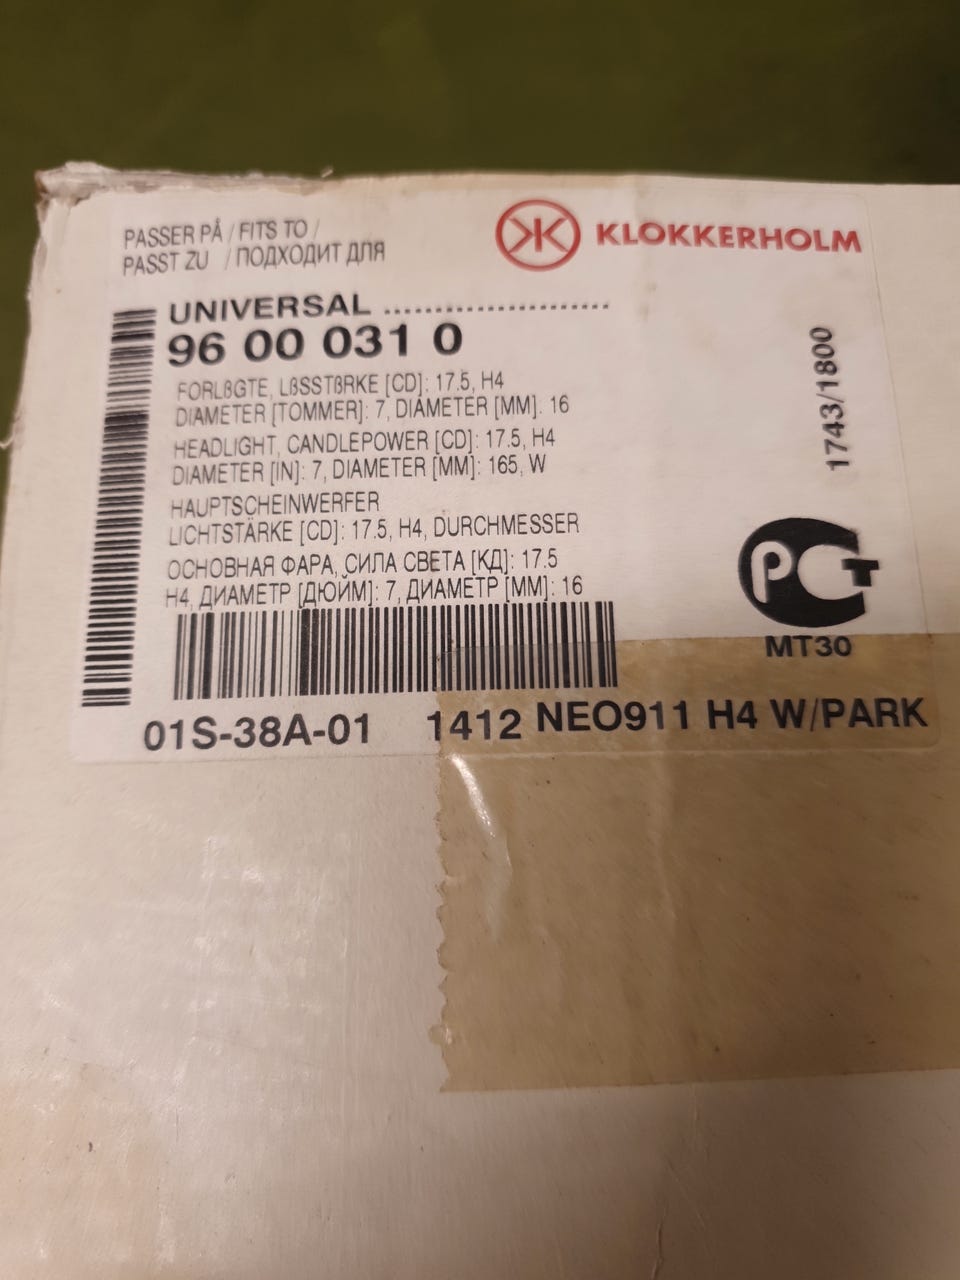 PASSER PÅ / FITS TO /
PASST ZU / ПОДХОДИТ ДЛЯ
KLOKKERHOLM
UNIVERSAL ..............................
96 00 031 0
FORLßGTE, LßSSTßRKE [CD]: 17.5, H4
DIAMETER [TOMMER]: 7, DIAMETER [MM]. 16
HEADLIGHT, CANDLEPOWER [CD]: 17.5, H4
DIAMETER [IN]: 7, DIAMETER [MM]: 165, W
HAUPTSCHEINWERFER
LICHTSTÄRKE [CD]: 17.5, H4, DURCHMESSER
ОСНОВНАЯ ФАРА, СИЛА СВЕТА [КД]: 17.5
H4, ДИАМЕТР [ДЮЙМ]: 7, ДИАМЕТР [MM]: 16
1743/1800
РСТ
MT30
01S-38A-01 1412 NEO911 H4 W/PARK